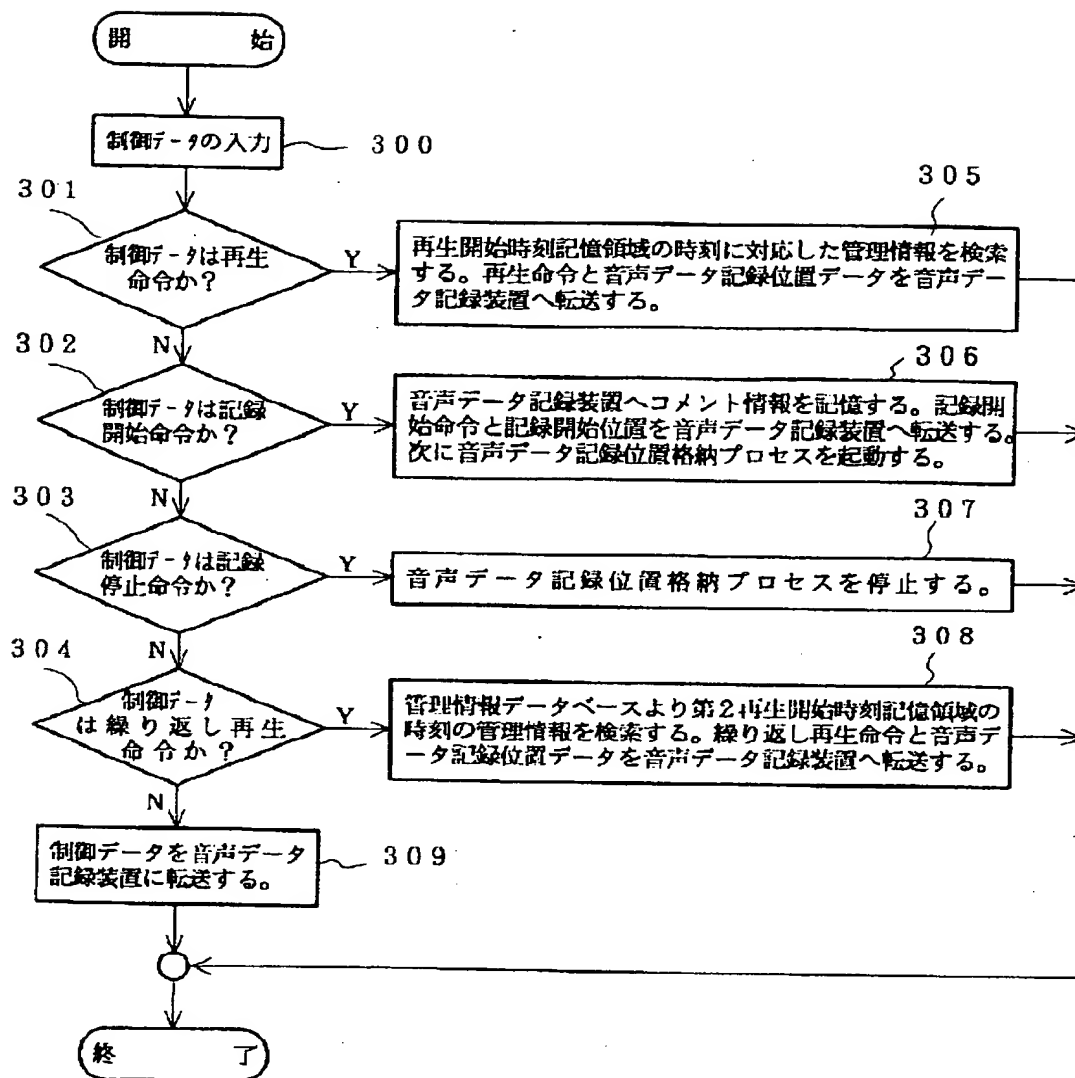 開 始
制御データの入力
300
301
制御データは再生
命令か?
Y
N
305
再生開始時刻記憶領域の時刻に対応した管理情報を検索
する。再生命令と音声データ記録位置データを音声デー
タ記録装置へ転送する。
302
制御データは記録
開始命令か?
Y
N
306
音声データ記録装置へコメント情報を記憶する。記録開
始命令と記録開始位置を音声データ記録装置へ転送する。
次に音声データ記録位置格納プロセスを起動する。
303
制御データは記録
停止命令か?
Y
N
307
音声データ記録位置格納プロセスを停止する。
304
制御データ
は繰り返し再生
命令か?
Y
N
308
管理情報データベースより第2再生開始時刻記憶領域の
時刻の管理情報を検索する。繰り返し再生命令と音声デ
ータ記録位置データを音声データ記録装置へ転送する。
制御データを音声データ
記録装置に転送する。
309
終 了